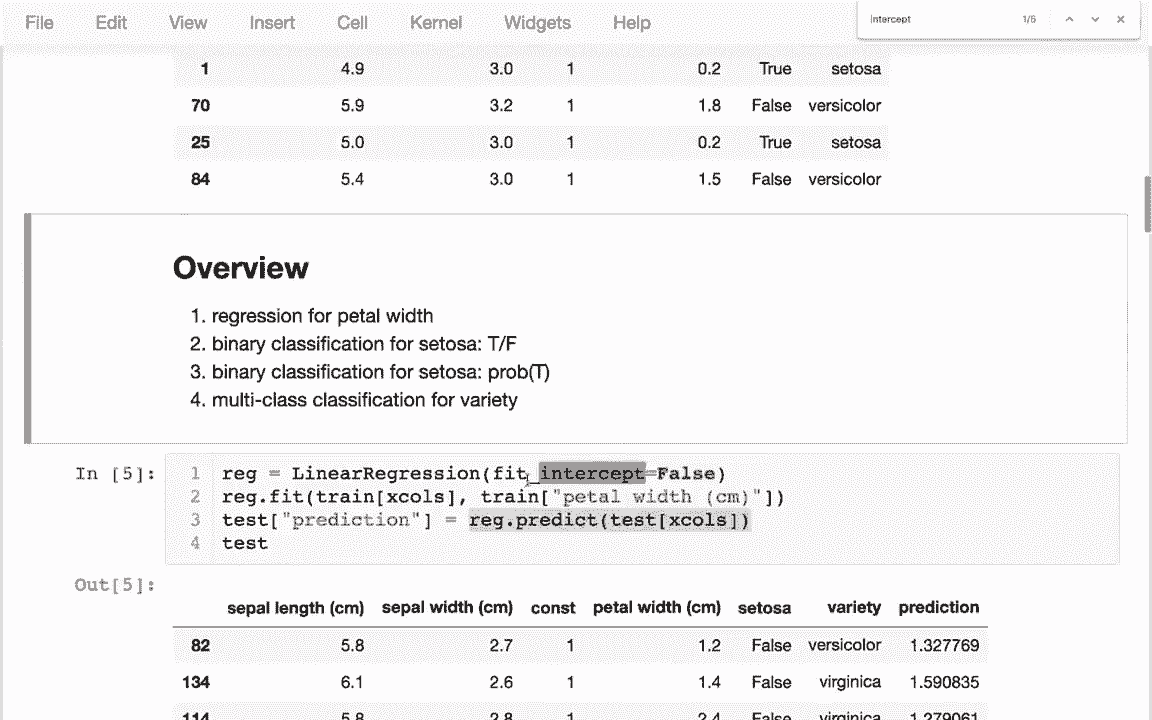 File Edit View Insert Cell Kernel Widgets Help
intercept 1/6
1 4.9 3.0 1 0.2 True setosa
70 5.9 3.2 1 1.8 False versicolor
25 5.0 3.0 1 0.2 True setosa
84 5.4 3.0 1 1.5 False versicolor
Overview
1. regression for petal width
2. binary classification for setosa: T/F
3. binary classification for setosa: prob(T)
4. multi-class classification for variety
In [5]:
1 reg = LinearRegression(fit_intercept=False)
2 reg.fit(train[xcols], train["petal width (cm)"])
3 test["prediction"] = reg.predict(test[xcols])
4 test
Out[5]:
sepal length (cm) sepal width (cm) const petal width (cm) setosa variety prediction
82 5.8 2.7 1 1.2 False versicolor 1.327769
134 6.1 2.6 1 1.4 False virginica 1.590835
114 5.8 2.8 1 2.4 False virginica 1.279061